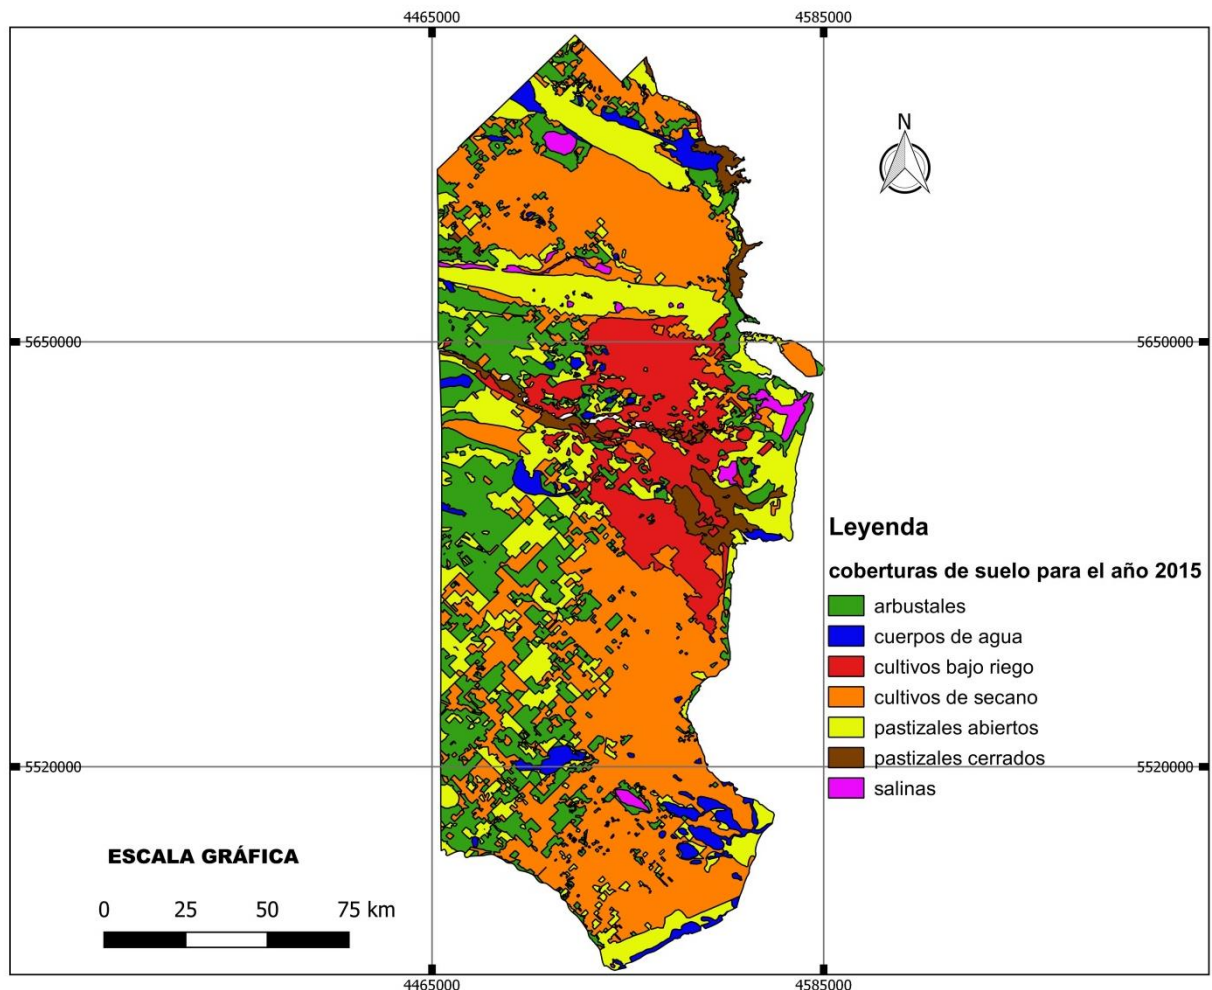 4465000
4585000
N
5650000
5650000
Leyenda
coberturas de suelo para el año 2015
arbustales
cuerpos de agua
cultivos bajo riego
cultivos de secano
pastizales abiertos
pastizales cerrados
salinas
5520000
5520000
ESCALA GRÁFICA
0 25 50 75 km
4465000
4585000